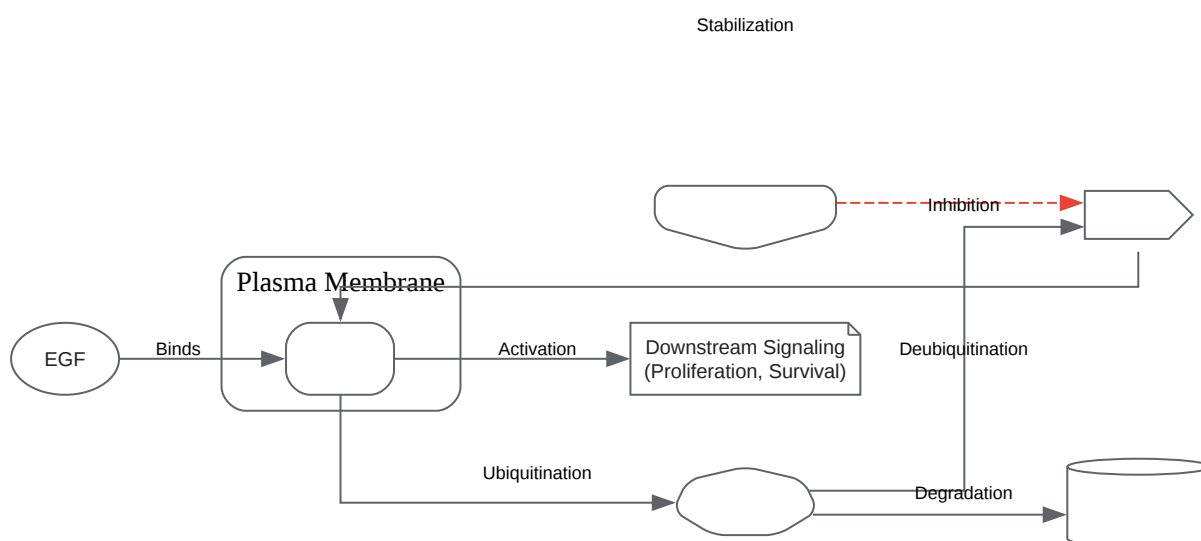 Stabilization
Inhibition
Plasma Membrane
EGF
Binds
Activation
Downstream Signaling
(Proliferation, Survival)
Deubiquitination
Ubiquitination
Degradation